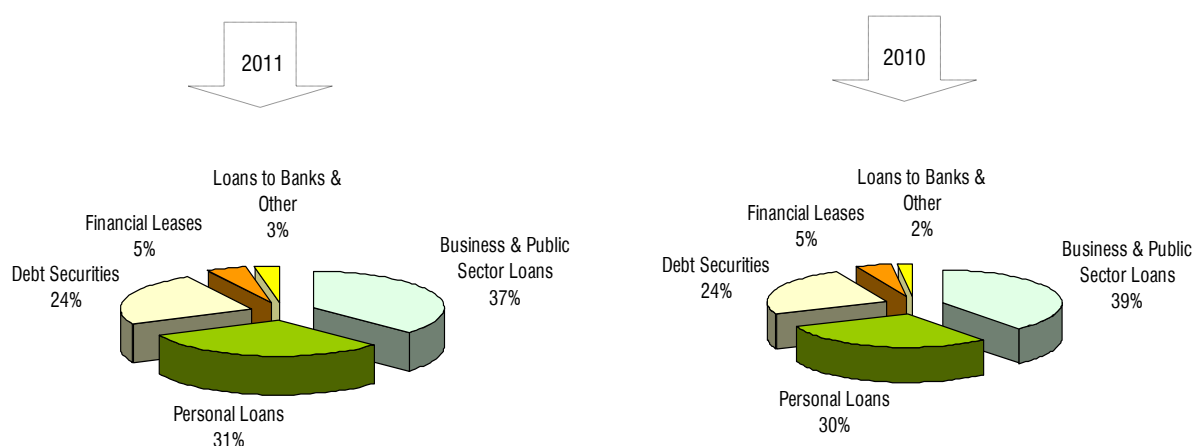 2011
Loans to Banks &
Other
3%
Financial Leases
5%
Debt Securities
24%
Business & Public
Sector Loans
37%
Personal Loans
31%
2010
Loans to Banks &
Other
2%
Financial Leases
5%
Debt Securities
24%
Business & Public
Sector Loans
39%
Personal Loans
30%